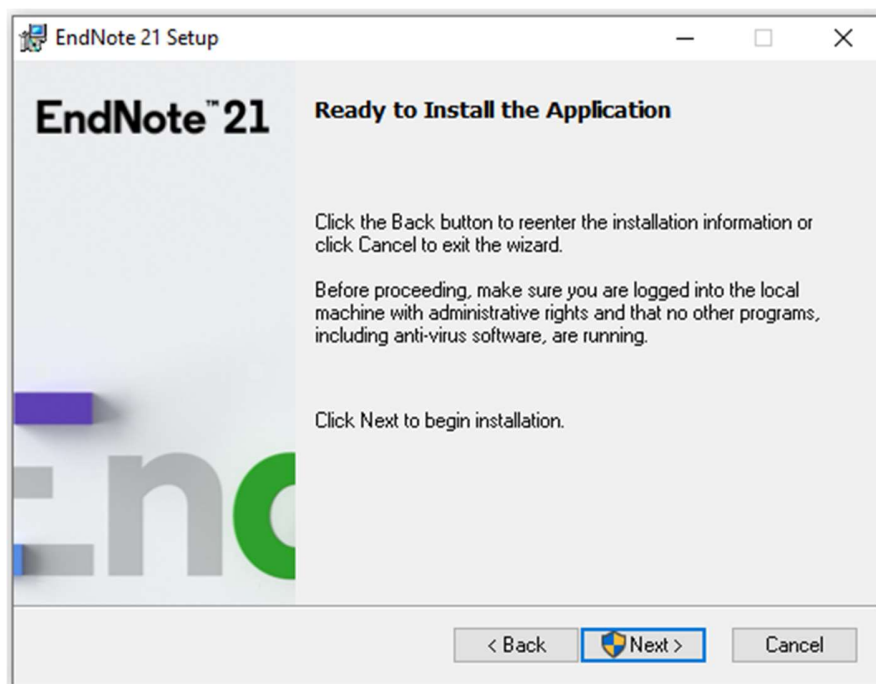 EndNote 21 Setup
EndNote™21
Ready to Install the Application
Click the Back button to reenter the installation information or
click Cancel to exit the wizard.
Before proceeding, make sure you are logged into the local
machine with administrative rights and that no other programs,
including anti-virus software, are running.
Click Next to begin installation.
End
< Back
Next >
Cancel